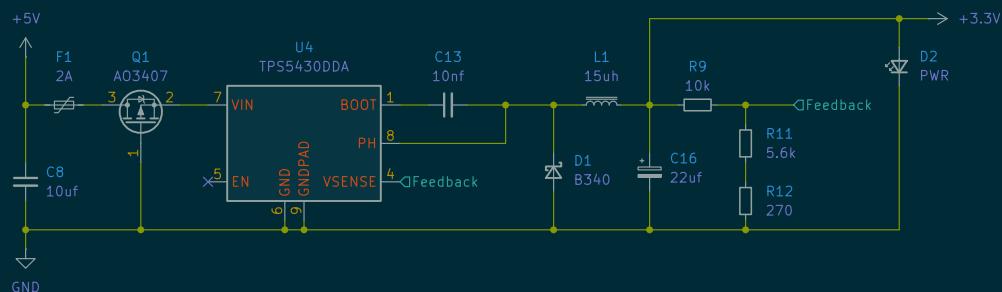 +5V
+3.3V
F1
2A
Q1
AO3407
U4
TPS5430DDA
C13
10nf
L1
15uh
R9
10k
D2
PWR
3
2
7
VIN
BOOT
1
Feedback
1
PH
8
R11
5.6k
C8
10uf
5
EN
GND
GNDPAD
VSENSE
4
Feedback
D1
B340
+
C16
22uf
R12
270
6
9
GND